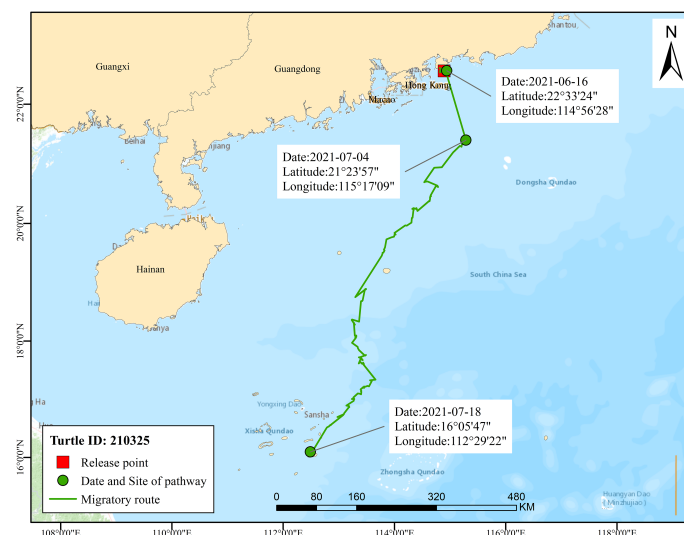 Shantou
N
Guangxi
Guangdong
Hong Kong
Macao
22°0'0"N
Date:2021-06-16
Latitude:22°33'24"
Longitude:114°56'28"
Beihai
Date:2021-07-04
Latitude:21°23'57"
Longitude:115°17'09"
Dongsha Qundao
20°0'0"N
Hainan
South China Sea
18°0'0"N
Yongxing Dao
Sansha
Date:2021-07-18
Latitude:16°05'47"
Longitude:112°29'22"
Xisha Qundao
16°0'0"N
Turtle ID: 210325
Release point
Date and Site of pathway
Migratory route
Zhongsha Qundao
Huangyan Dao
( Minzhujiao)
0 80 160 320 480
KM
108°0'0"E 110°0'0"E 112°0'0"E 114°0'0"E 116°0'0"E 118°0'0"E